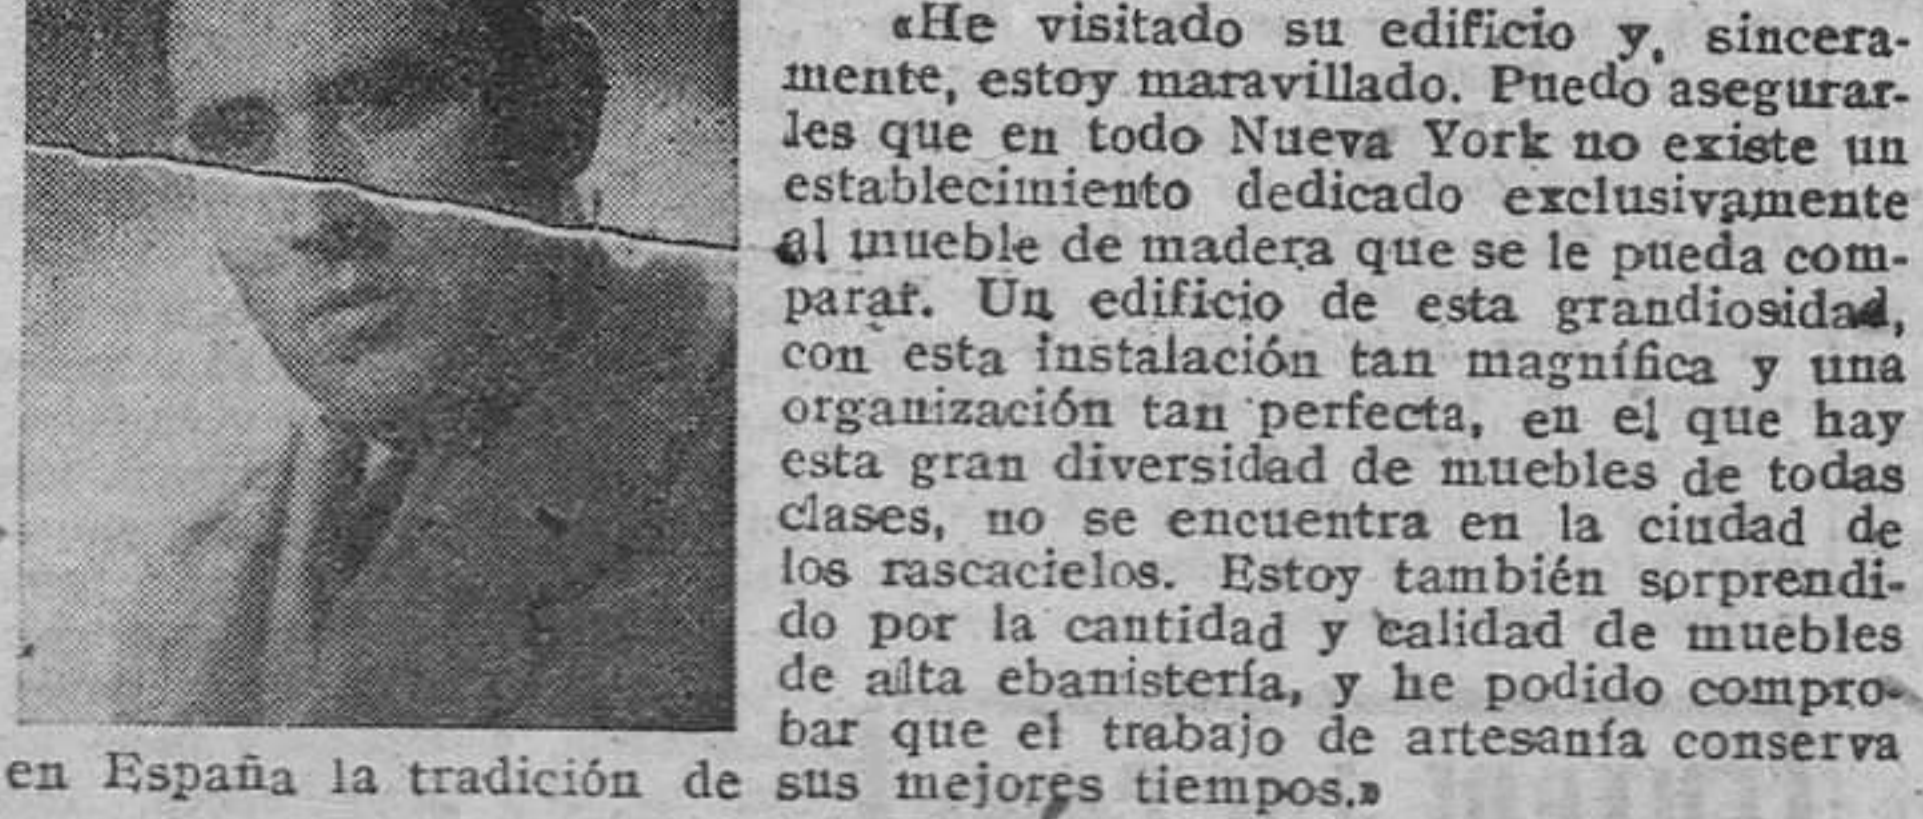 «He visitado su edificio y, sincera-
mente, estoy maravillado. Puedo asegurar-
les que en todo Nueva York no existe un
establecimiento dedicado exclusivamente
al mueble de madera que se le pueda com-
parar. Un edificio de esta grandiosidad,
con esta instalación tan magnífica y una
organización tan perfecta, en el que hay
esta gran diversidad de muebles de todas
clases, no se encuentra en la ciudad de
los rascacielos. Estoy también sorprendi-
do por la cantidad y calidad de muebles
de alta ebanistería, y he podido compro-
bar que el trabajo de artesanía conserva
en España la tradición de sus mejores tiempos.»